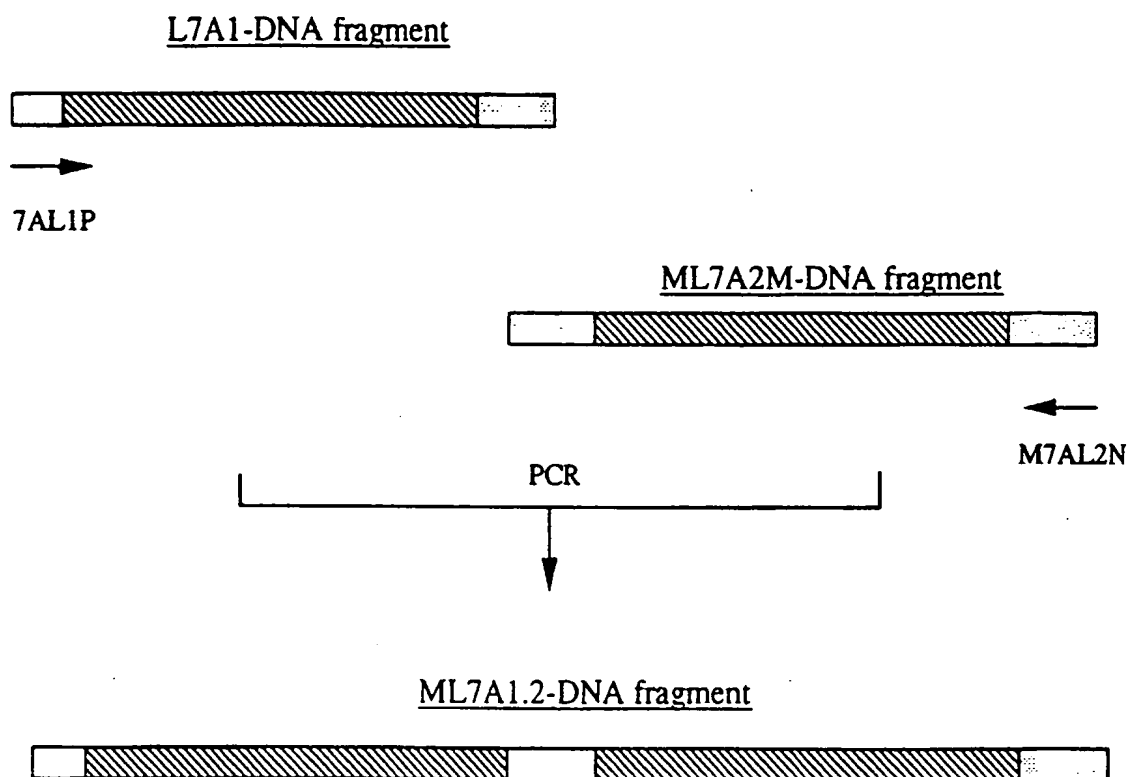 L7A1-DNA fragment
7AL1P
ML7A2M-DNA fragment
M7AL2N
PCR
ML7A1.2-DNA fragment